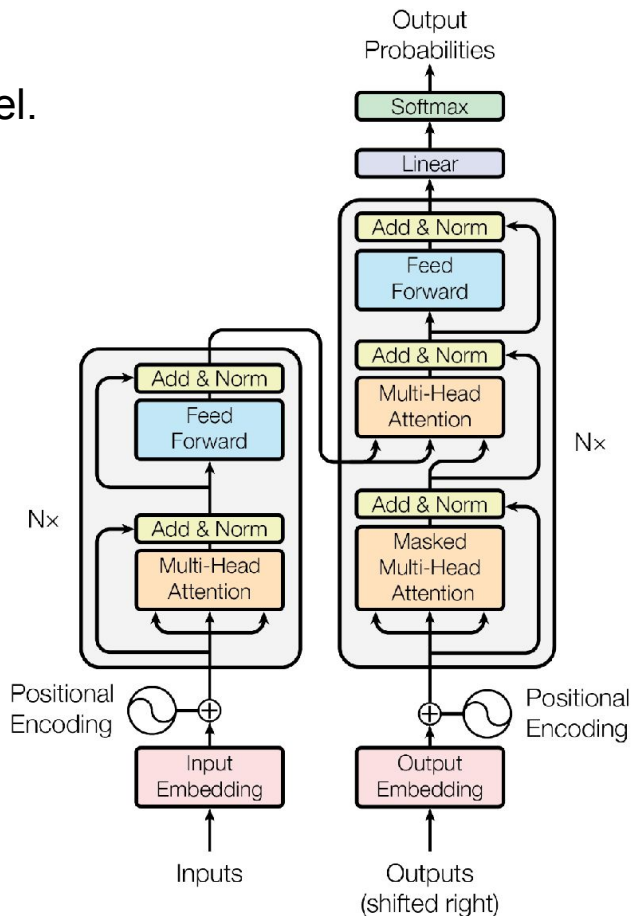 el.
Output
Probabilities
Softmax
Linear
Add & Norm
Feed
Forward
Add & Norm
Multi-Head
Attention
Nx
Add & Norm
Masked
Multi-Head
Attention
Add & Norm
Feed
Forward
Nx
Add & Norm
Multi-Head
Attention
Positional
Encoding
Positional
Encoding
Input
Embedding
Output
Embedding
Inputs
Outputs
(shifted right)